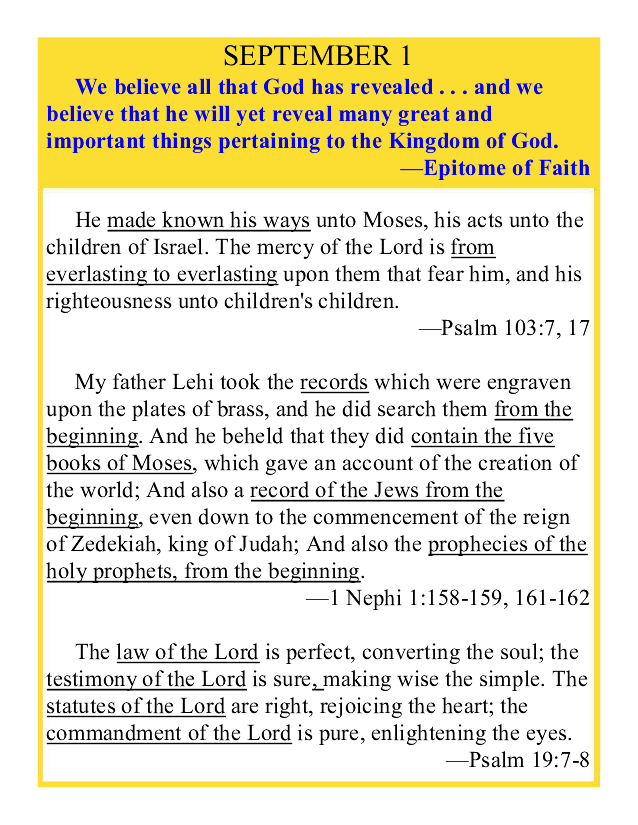 SEPTEMBER 1
We believe all that God has revealed . . . and we
believe that he will yet reveal many great and
important things pertaining to the Kingdom of God.
—Epitome of Faith
He made known his ways unto Moses, his acts unto the
children of Israel. The mercy of the Lord is from
everlasting to everlasting upon them that fear him, and his
righteousness unto children's children.
—Psalm 103:7, 17
My father Lehi took the records which were engraven
upon the plates of brass, and he did search them from the
beginning. And he beheld that they did contain the five
books of Moses, which gave an account of the creation of
the world; And also a record of the Jews from the
beginning, even down to the commencement of the reign
of Zedekiah, king of Judah; And also the prophecies of the
holy prophets, from the beginning.
—1 Nephi 1:158-159, 161-162
The law of the Lord is perfect, converting the soul; the
testimony of the Lord is sure, making wise the simple. The
statutes of the Lord are right, rejoicing the heart; the
commandment of the Lord is pure, enlightening the eyes.
—Psalm 19:7-8